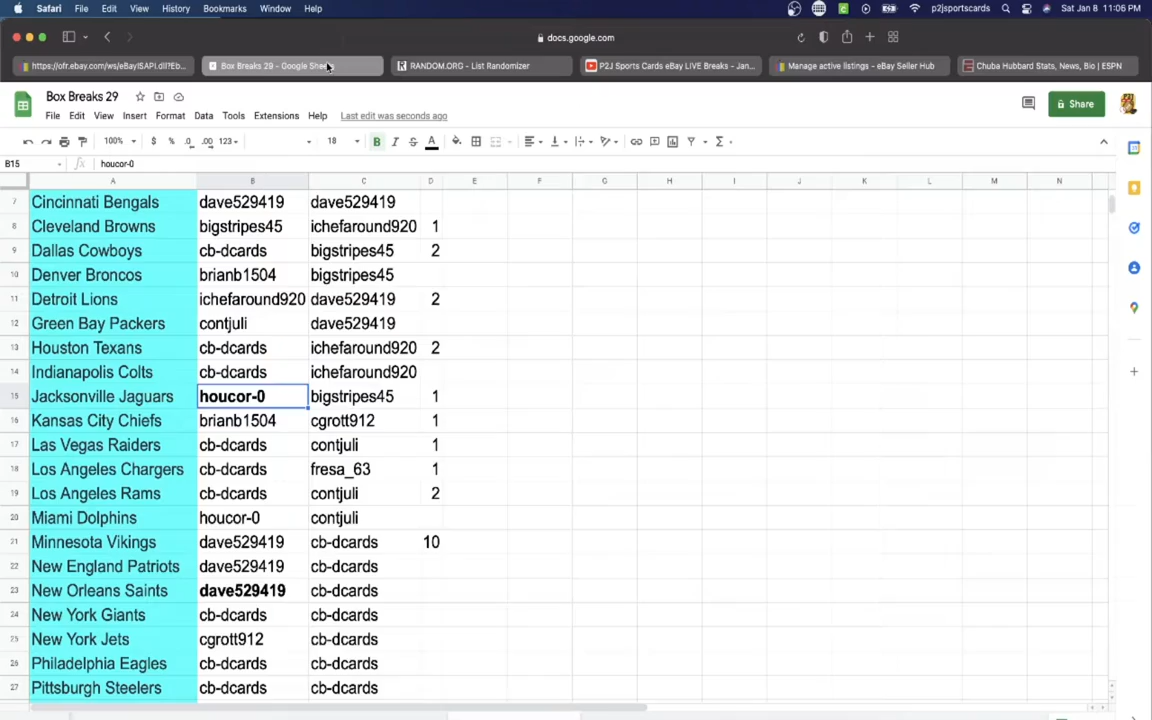 Safari File Edit View History Bookmarks Window Help p2jsportscards Sat Jan 8 11:06 PM
docs.google.com
https://ofr.ebay.com/ws/eBayISAPI.dll?Eb... Box Breaks 29 - Google Shee RANDOM.ORG - List Randomizer P2J Sports Cards eBay LIVE Breaks - Jan... Manage active listings - eBay Seller Hub Chuba Hubbard Stats, News, Bio | ESPN
Box Breaks 29
File Edit View Insert Format Data Tools Extensions Help Last edit was seconds ago Share
100% $ % .0 .00 123 18 B I S A
B15 fx houcor-0
A B C D E F G H I J K L M N
7 Cincinnati Bengals dave529419 dave529419
8 Cleveland Browns bigstripes45 ichefaround920 1
9 Dallas Cowboys cb-dcards bigstripes45 2
10 Denver Broncos brianb1504 bigstripes45
11 Detroit Lions ichefaround920 dave529419 2
12 Green Bay Packers contjuli dave529419
13 Houston Texans cb-dcards ichefaround920 2
14 Indianapolis Colts cb-dcards ichefaround920
15 Jacksonville Jaguars houcor-0 bigstripes45 1
16 Kansas City Chiefs brianb1504 cgrott912 1
17 Las Vegas Raiders cb-dcards contjuli 1
18 Los Angeles Chargers cb-dcards fresa_63 1
19 Los Angeles Rams cb-dcards contjuli 2
20 Miami Dolphins houcor-0 contjuli
21 Minnesota Vikings dave529419 cb-dcards 10
22 New England Patriots dave529419 cb-dcards
23 New Orleans Saints dave529419 cb-dcards
24 New York Giants cb-dcards cb-dcards
25 New York Jets cgrott912 cb-dcards
26 Philadelphia Eagles cb-dcards cb-dcards
27 Pittsburgh Steelers cb-dcards cb-dcards